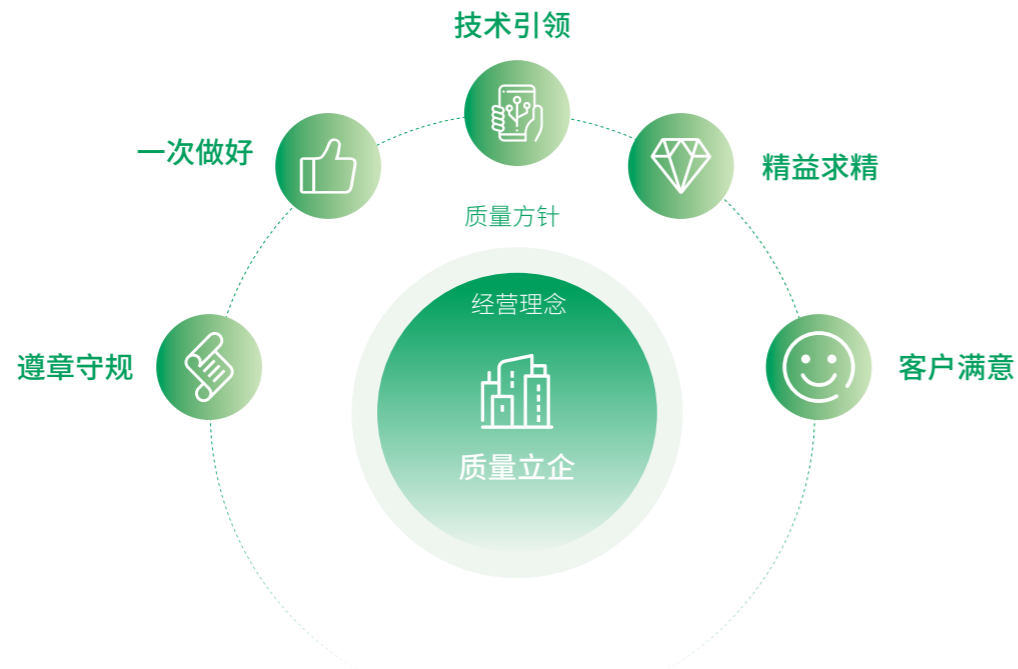 技术引领
一次做好
精益求精
质量方针
经营理念
遵章守规
客户满意
质量立企